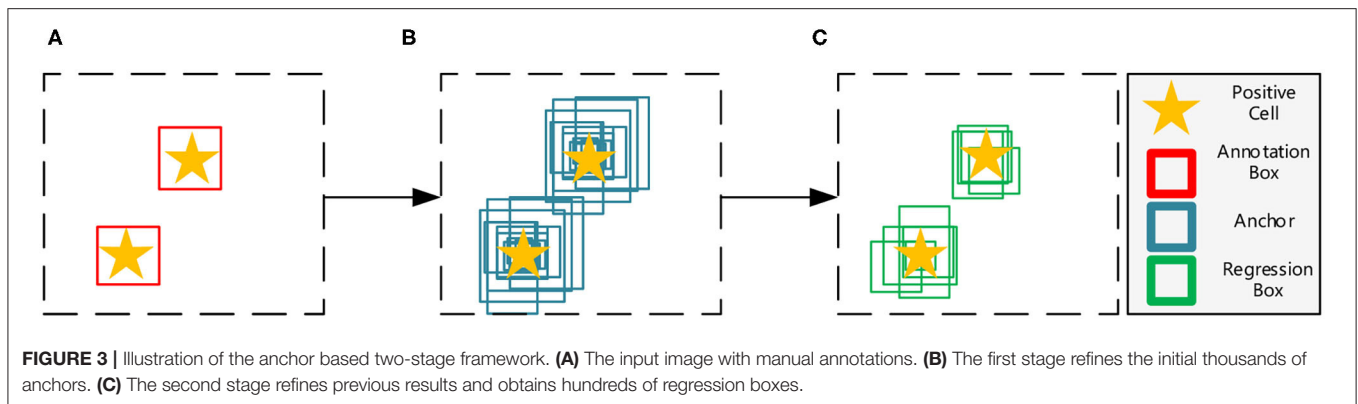 A
B
C
Positive
Cell
Annotation
Box
Anchor
Regression
Box
FIGURE 3 | Illustration of the anchor based two-stage framework. (A) The input image with manual annotations. (B) The first stage refines the initial thousands of
anchors. (C) The second stage refines previous results and obtains hundreds of regression boxes.